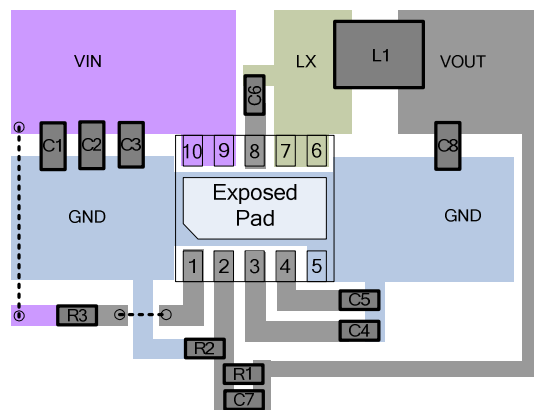 VIN
LX
L1
VOUT
C6
C1
C2
C3
C8
10
9
8
7
6
Exposed
Pad
GND
GND
1
2
3
4
5
C5
R3
C4
R2
R1
C7